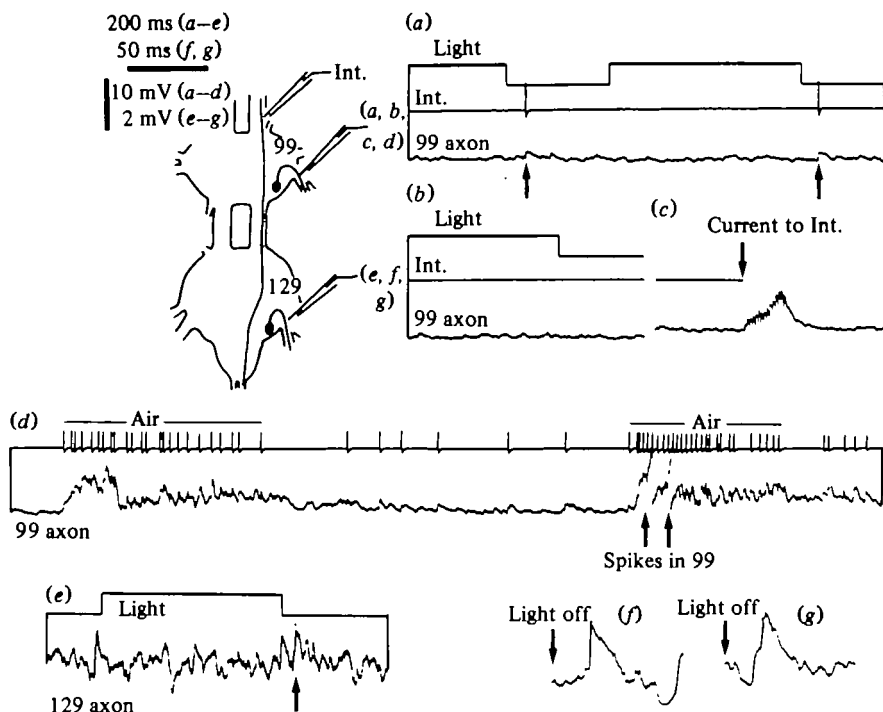 200 ms (a–e)
50 ms (f, g)
10 mV (a–d)
2 mV (e–g)
Int.
99
(a, b,
c, d)
129
(e, f,
g)
(a)
Light
Int.
99 axon
(b)
Light
Int.
99 axon
(c)
Current to Int.
(d)
Air
Air
99 axon
Spikes in 99
(e)
Light
129 axon
Light off
(f)
Light off
(g)